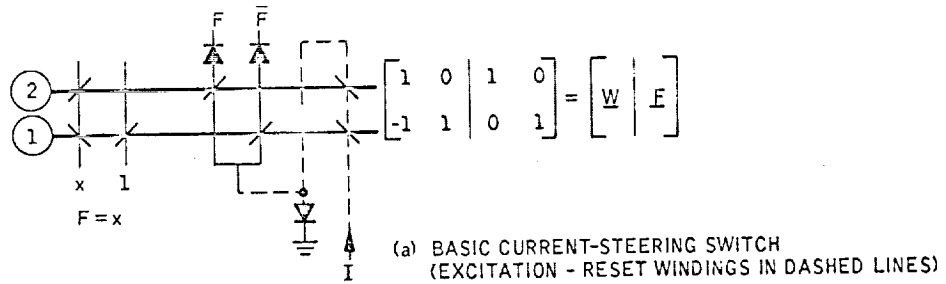 F F̅
2
1
x 1
F = x
I
[ 1 0 | 1 0 ] = [ W | F ]
[ -1 1 | 0 1 ]
(a) BASIC CURRENT-STEERING SWITCH
(EXCITATION - RESET WINDINGS IN DASHED LINES)